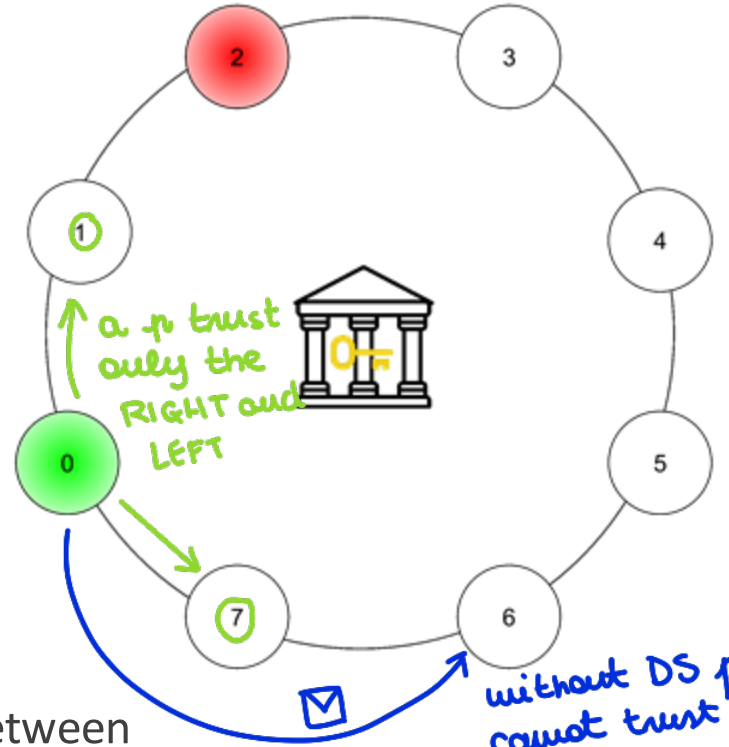 2
3
1
4
a p trust
only the
RIGHT and
LEFT
0
5
7
6
without DS p
cannot trust
etween